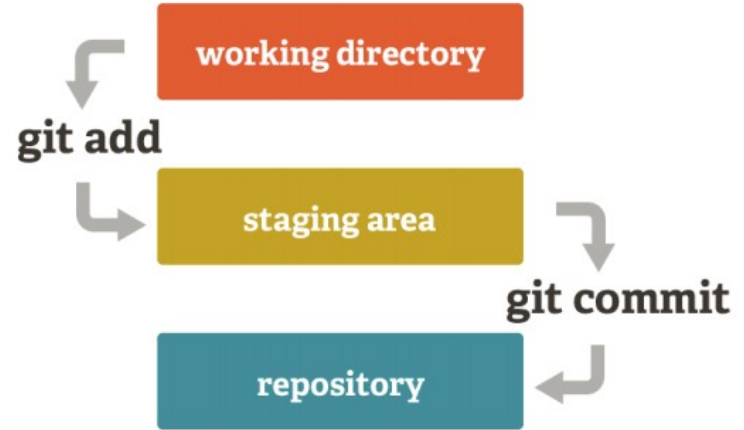 working directory
git add
staging area
git commit
repository